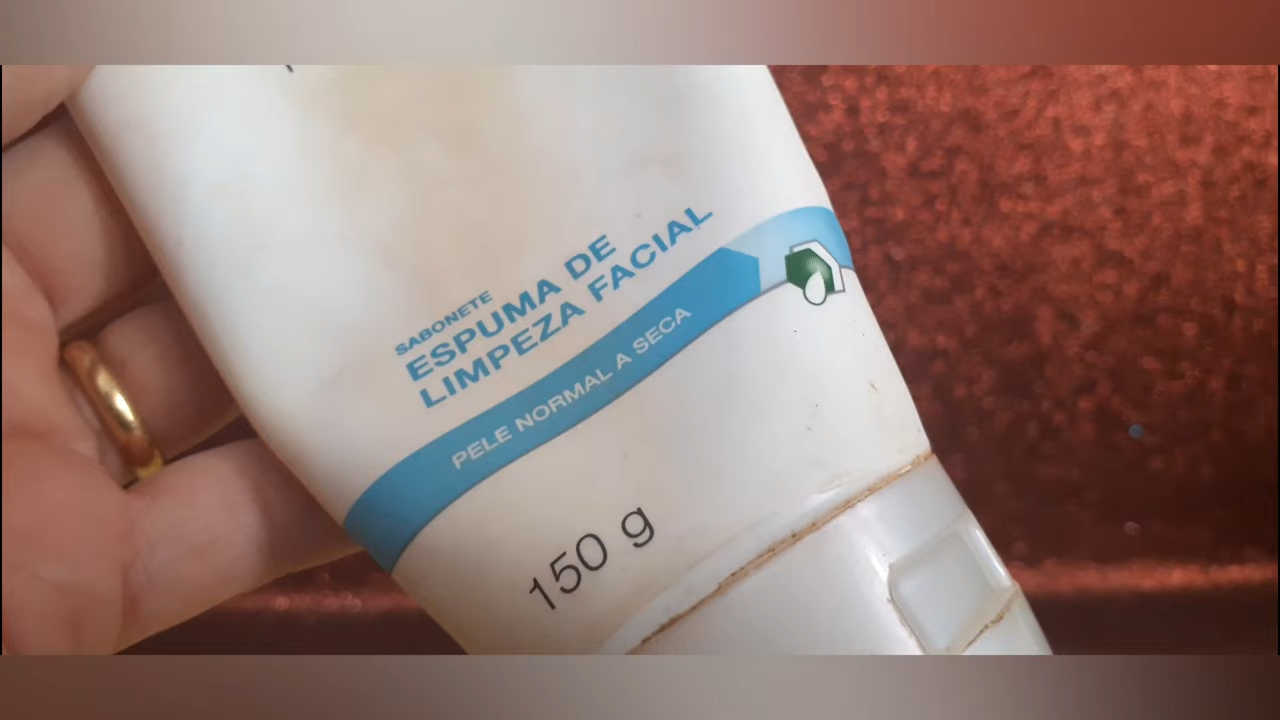 SABONETE
ESPUMA DE
LIMPEZA FACIAL
PELE NORMAL A SECA
150 g